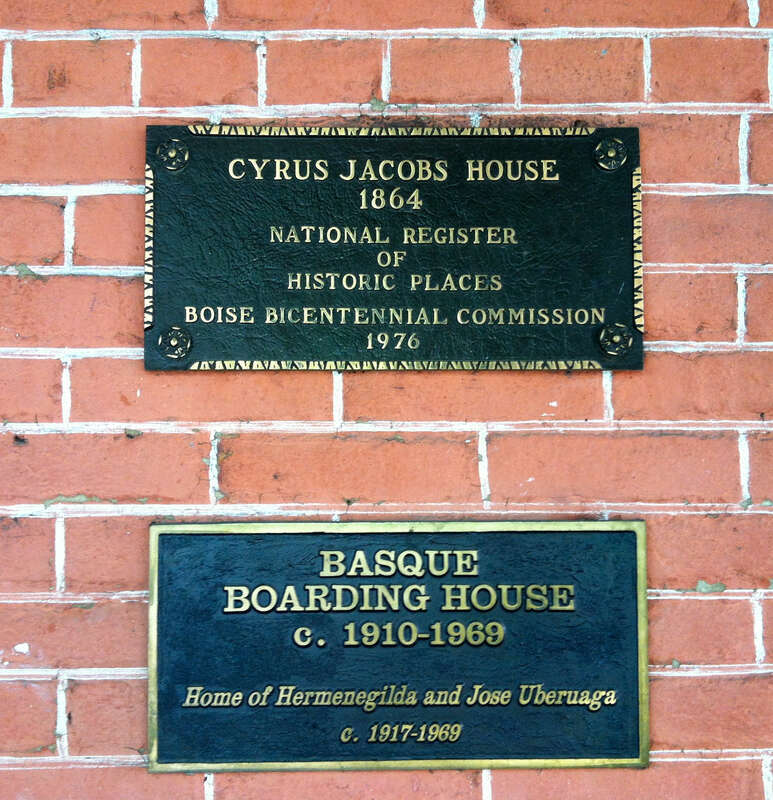 CYRUS JACOBS HOUSE
1864
NATIONAL REGISTER
OF
HISTORIC PLACES
BOISE BICENTENNIAL COMMISSION
1976
BASQUE
BOARDING HOUSE
c. 1910-1969
Home of Hermenegilda and Jose Uberuaga
c. 1917-1969